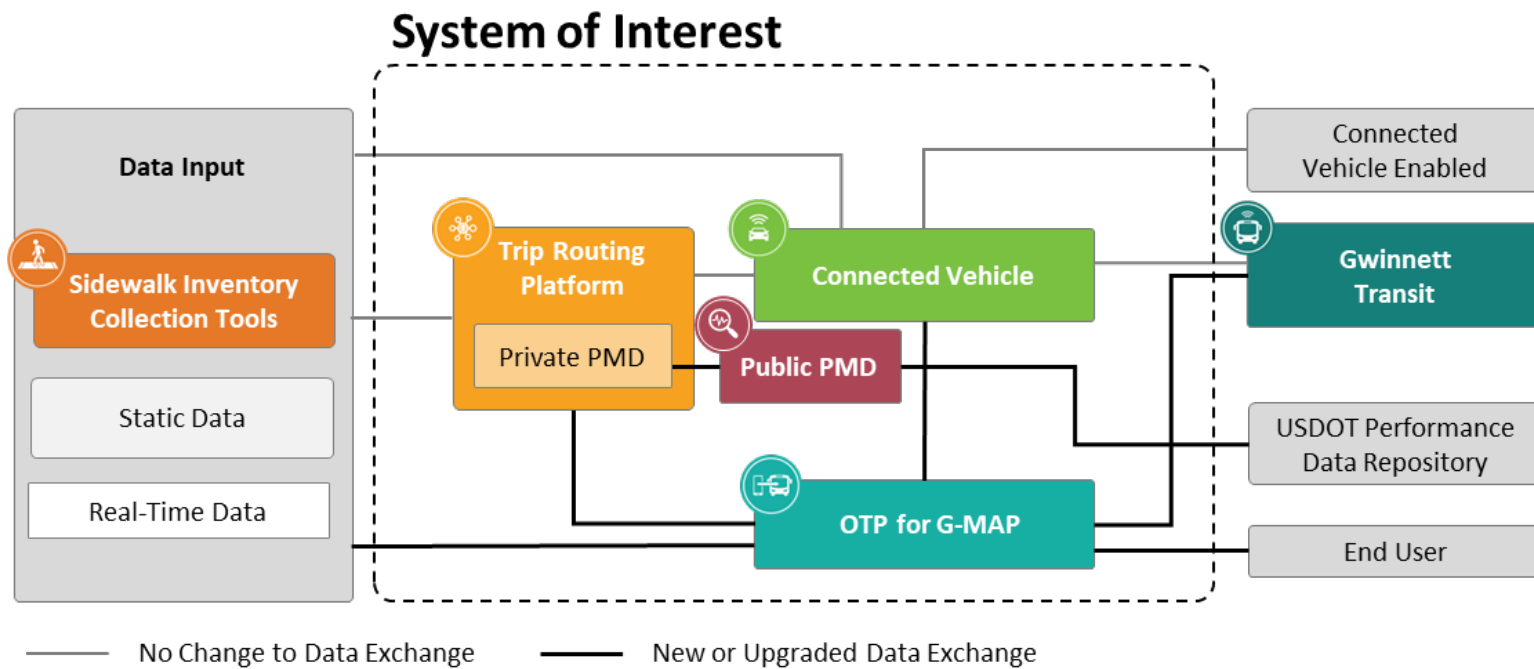 System of Interest
Data Input
Sidewalk Inventory
Collection Tools
Static Data
Real-Time Data
Trip Routing
Platform
Private PMD
Connected Vehicle
Public PMD
OTP for G-MAP
Connected
Vehicle Enabled
Gwinnett
Transit
USDOT Performance
Data Repository
End User
No Change to Data Exchange
New or Upgraded Data Exchange